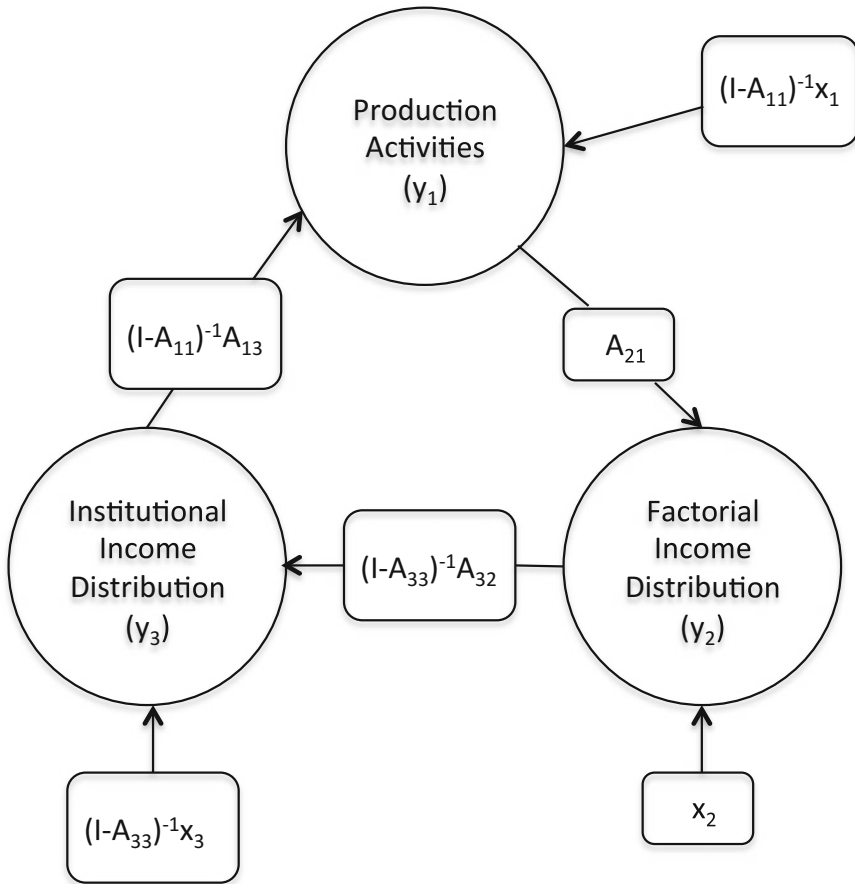 Production
Activities
(y₁)
(I-A₁₁)⁻¹x₁
(I-A₁₁)⁻¹A₁₃
A₂₁
Institutional
Income
Distribution
(y₃)
(I-A₃₃)⁻¹A₃₂
Factorial
Income
Distribution
(y₂)
(I-A₃₃)⁻¹x₃
x₂